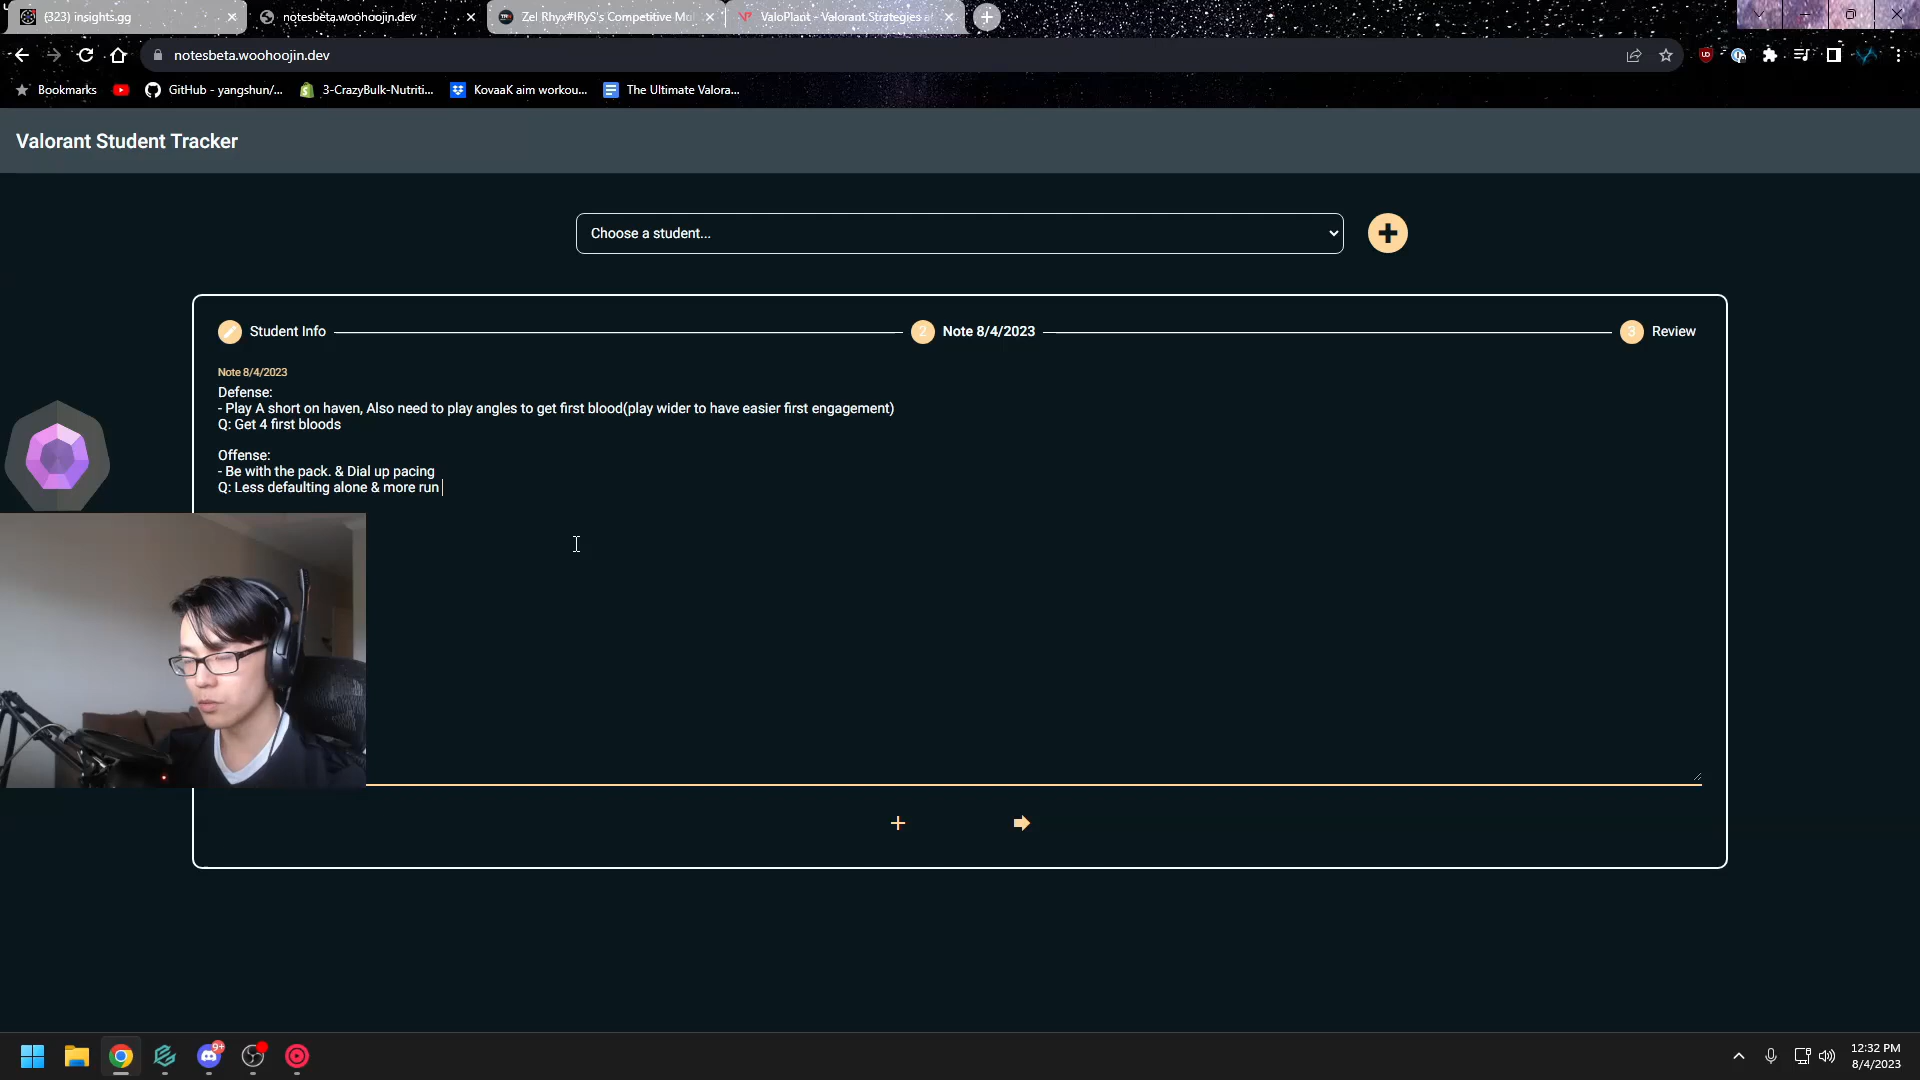 (323) insights.gg
notesbeta.woohoojin.dev
Zel Rhyx#IRyS's Competitive Ma
ValoPlant - Valorant Strategies a
notesbeta.woohoojin.dev
Bookmarks
GitHub - yangshun/...
3-CrazyBulk-Nutriti...
KovaaK aim workou...
The Ultimate Valora...
Valorant Student Tracker
Choose a student...
Student Info
2
Note 8/4/2023
3
Review
Note 8/4/2023
Defense:
- Play A short on haven, Also need to play angles to get first blood(play wider to have easier first engagement)
Q: Get 4 first bloods
Offense:
- Be with the pack. & Dial up pacing
Q: Less defaulting alone & more run
9+
12:32 PM
8/4/2023